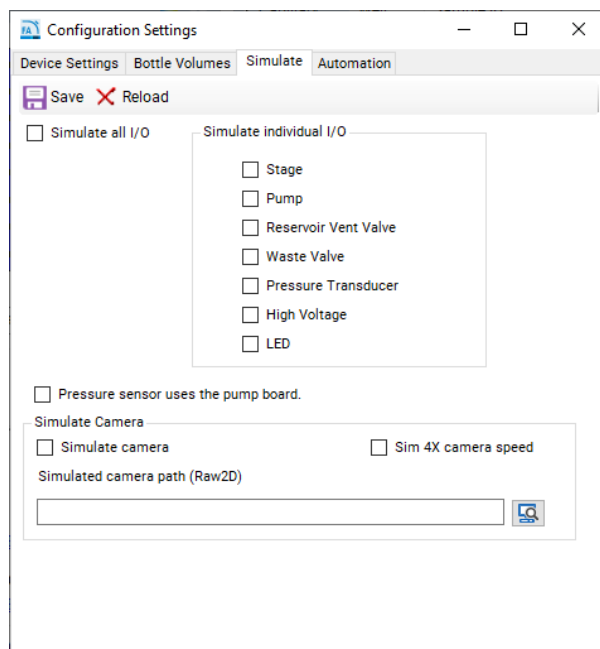 FA Configuration Settings
Device Settings Bottle Volumes Simulate Automation
Save Reload
Simulate all I/O
Simulate individual I/O
Stage
Pump
Reservoir Vent Valve
Waste Valve
Pressure Transducer
High Voltage
LED
Pressure sensor uses the pump board.
Simulate Camera
Simulate camera Sim 4X camera speed
Simulated camera path (Raw2D)